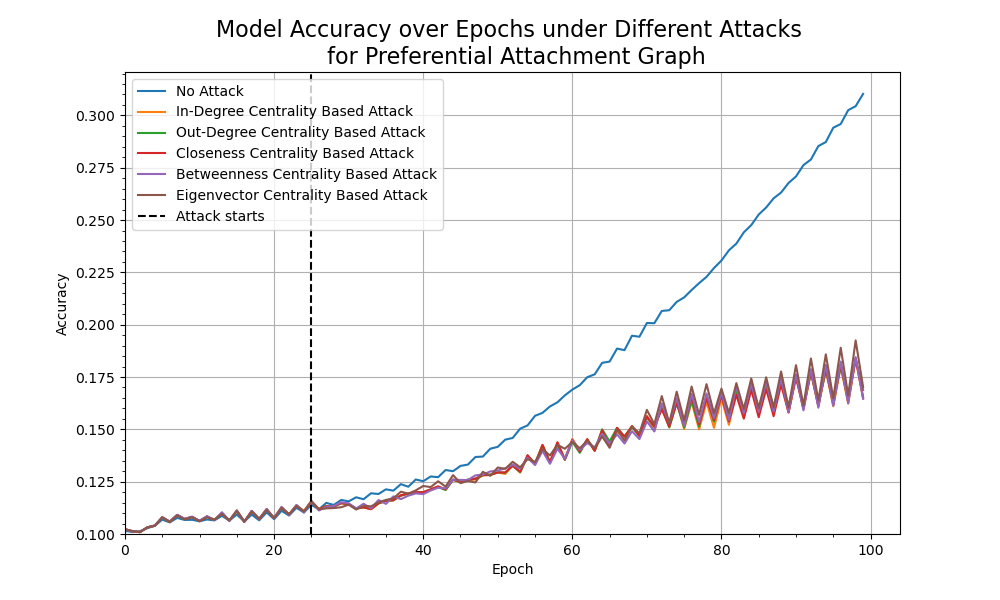 Model Accuracy over Epochs under Different Attacks
for Preferential Attachment Graph
No Attack
In-Degree Centrality Based Attack
Out-Degree Centrality Based Attack
Closeness Centrality Based Attack
Betweenness Centrality Based Attack
Eigenvector Centrality Based Attack
Attack starts
Accuracy
0.300
0.275
0.250
0.225
0.200
0.175
0.150
0.125
0.100
0 20 40 60 80 100
Epoch